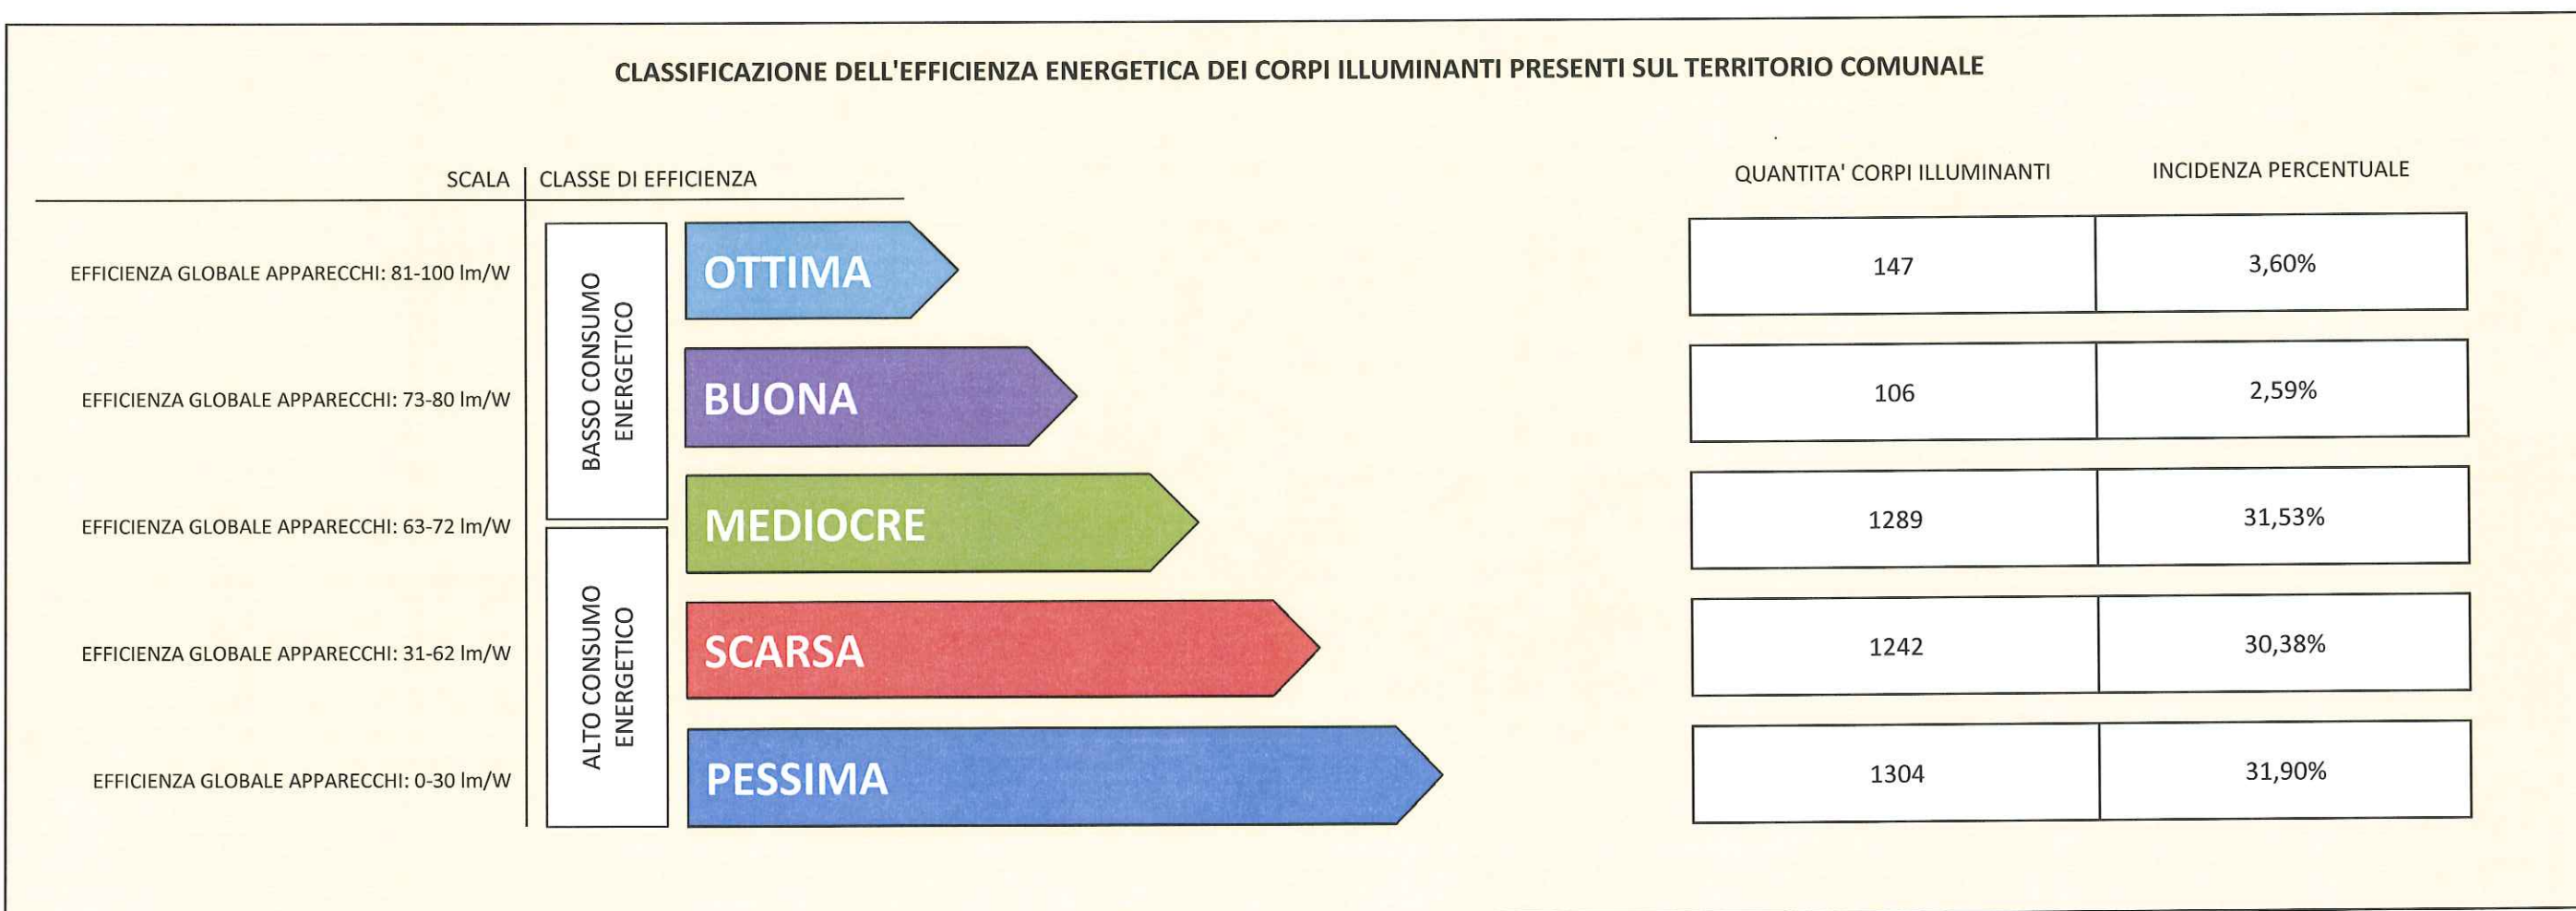 CLASSIFICAZIONE DELL'EFFICIENZA ENERGETICA DEI CORPI ILLUMINANTI PRESENTI SUL TERRITORIO COMUNALE
SCALA CLASSE DI EFFICIENZA QUANTITA' CORPI ILLUMINANTI INCIDENZA PERCENTUALE
BASSO CONSUMO
ENERGETICO
EFFICIENZA GLOBALE APPARECCHI: 81-100 lm/W OTTIMA 147 3,60%
EFFICIENZA GLOBALE APPARECCHI: 73-80 lm/W BUONA 106 2,59%
EFFICIENZA GLOBALE APPARECCHI: 63-72 lm/W MEDIOCRE 1289 31,53%
ALTO CONSUMO
ENERGETICO
EFFICIENZA GLOBALE APPARECCHI: 31-62 lm/W SCARSA 1242 30,38%
EFFICIENZA GLOBALE APPARECCHI: 0-30 lm/W PESSIMA 1304 31,90%